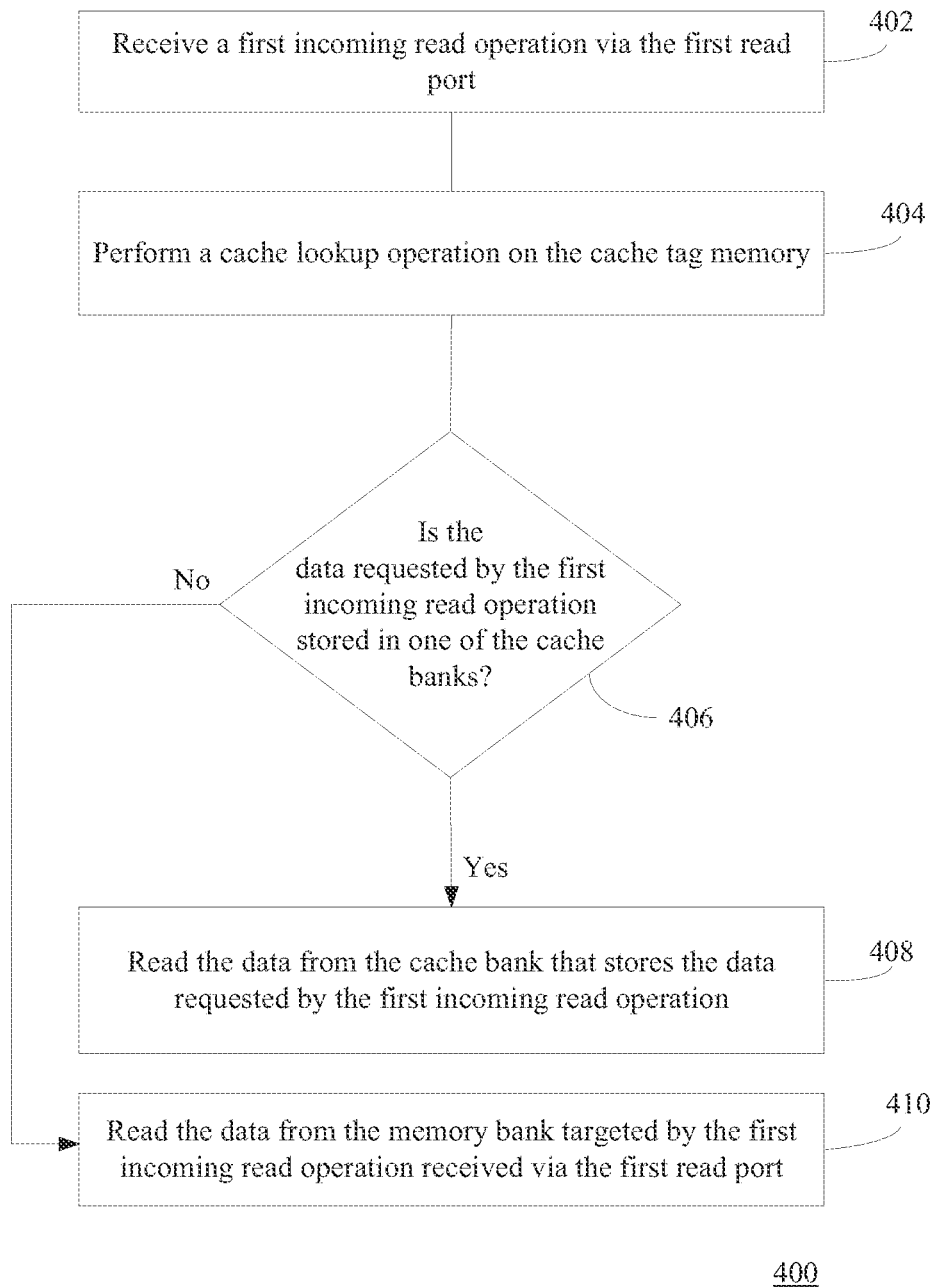 402
Receive a first incoming read operation via the first read
port
404
Perform a cache lookup operation on the cache tag memory
Is the
data requested by the first
incoming read operation
stored in one of the cache
banks?
No
406
Yes
408
Read the data from the cache bank that stores the data
requested by the first incoming read operation
410
Read the data from the memory bank targeted by the first
incoming read operation received via the first read port
400